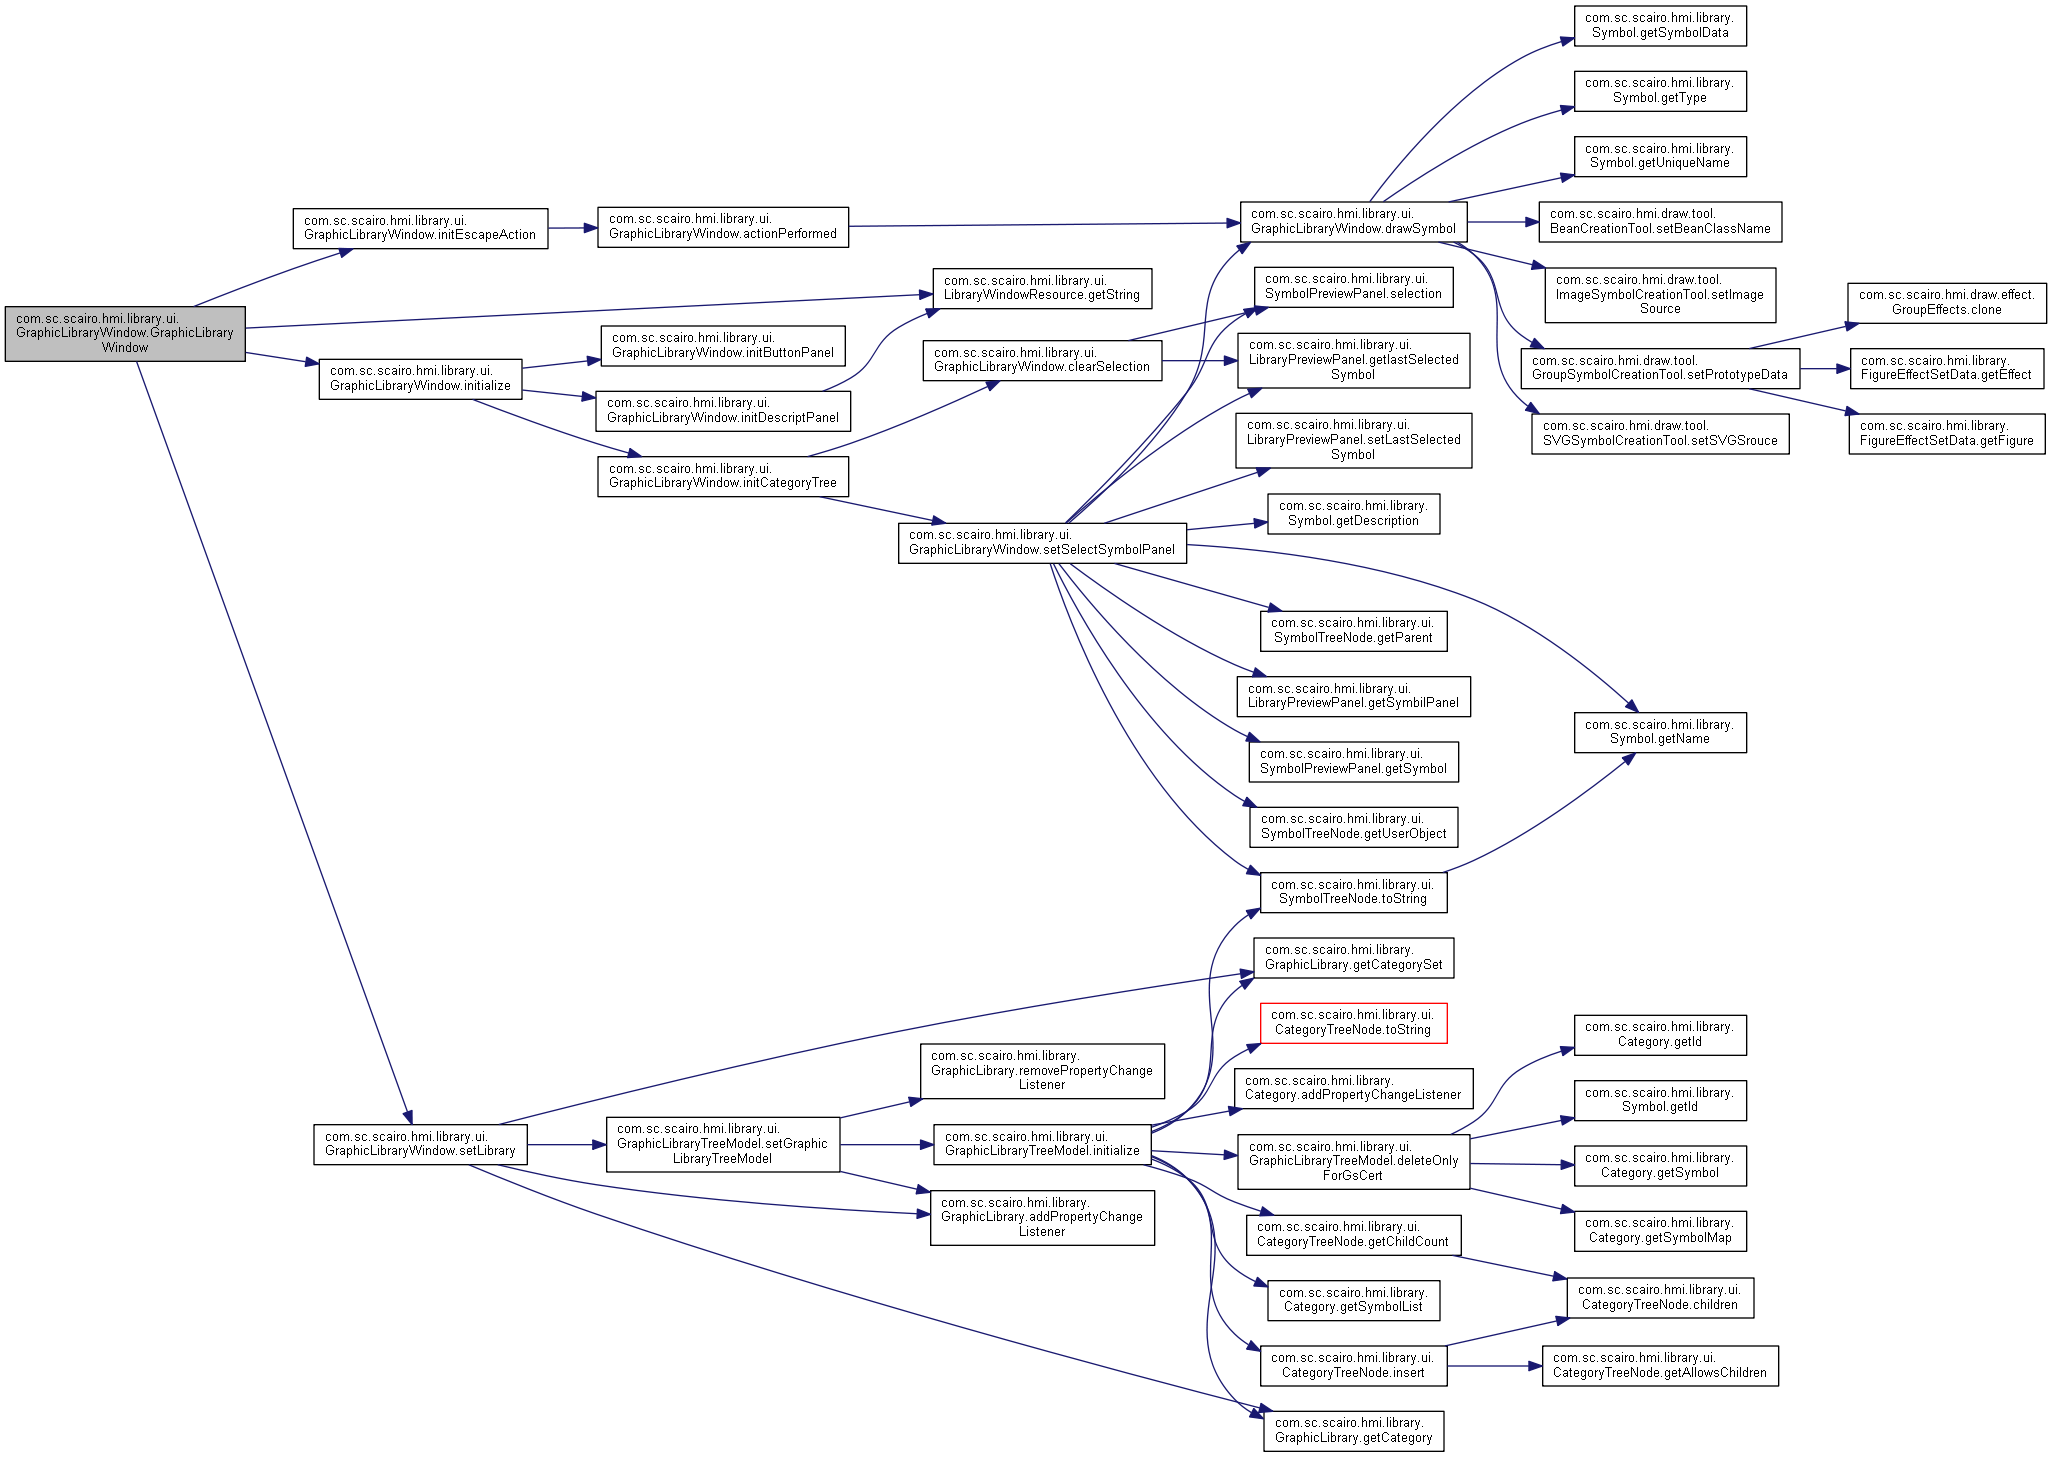 com.sc.scairo.hmi.library.
Symbol.getSymbolData
com.sc.scairo.hmi.library.
Symbol.getType
com.sc.scairo.hmi.library.
Symbol.getUniqueName
com.sc.scairo.hmi.library.ui.
GraphicLibraryWindow.initEscapeAction
com.sc.scairo.hmi.library.ui.
GraphicLibraryWindow.actionPerformed
com.sc.scairo.hmi.library.ui.
GraphicLibraryWindow.drawSymbol
com.sc.scairo.hmi.draw.tool.
BeanCreationTool.setBeanClassName
com.sc.scairo.hmi.library.ui.
LibraryWindowResource.getString
com.sc.scairo.hmi.library.ui.
SymbolPreviewPanel.selection
com.sc.scairo.hmi.draw.tool.
ImageSymbolCreationTool.setImage
Source
com.sc.scairo.hmi.draw.effect.
GroupEffects.clone
com.sc.scairo.hmi.library.ui.
GraphicLibraryWindow.GraphicLibrary
Window
com.sc.scairo.hmi.library.ui.
GraphicLibraryWindow.initButtonPanel
com.sc.scairo.hmi.library.ui.
GraphicLibraryWindow.clearSelection
com.sc.scairo.hmi.library.ui.
LibraryPreviewPanel.getlastSelected
Symbol
com.sc.scairo.hmi.draw.tool.
GroupSymbolCreationTool.setPrototypeData
com.sc.scairo.hmi.library.
FigureEffectSetData.getEffect
com.sc.scairo.hmi.library.ui.
GraphicLibraryWindow.initialize
com.sc.scairo.hmi.library.ui.
GraphicLibraryWindow.initDescriptPanel
com.sc.scairo.hmi.library.ui.
LibraryPreviewPanel.setLastSelected
Symbol
com.sc.scairo.hmi.draw.tool.
SVGSymbolCreationTool.setSVGSrouce
com.sc.scairo.hmi.library.
FigureEffectSetData.getFigure
com.sc.scairo.hmi.library.ui.
GraphicLibraryWindow.initCategoryTree
com.sc.scairo.hmi.library.
Symbol.getDescription
com.sc.scairo.hmi.library.ui.
GraphicLibraryWindow.setSelectSymbolPanel
com.sc.scairo.hmi.library.ui.
SymbolTreeNode.getParent
com.sc.scairo.hmi.library.ui.
LibraryPreviewPanel.getSymbilPanel
com.sc.scairo.hmi.library.
Symbol.getName
com.sc.scairo.hmi.library.ui.
SymbolPreviewPanel.getSymbol
com.sc.scairo.hmi.library.ui.
SymbolTreeNode.getUserObject
com.sc.scairo.hmi.library.ui.
SymbolTreeNode.toString
com.sc.scairo.hmi.library.
GraphicLibrary.getCategorySet
com.sc.scairo.hmi.library.ui.
CategoryTreeNode.toString
com.sc.scairo.hmi.library.
Category.getId
com.sc.scairo.hmi.library.
GraphicLibrary.removePropertyChange
Listener
com.sc.scairo.hmi.library.
Category.addPropertyChangeListener
com.sc.scairo.hmi.library.
Symbol.getId
com.sc.scairo.hmi.library.ui.
GraphicLibraryWindow.setLibrary
com.sc.scairo.hmi.library.ui.
GraphicLibraryTreeModel.setGraphic
LibraryTreeModel
com.sc.scairo.hmi.library.ui.
GraphicLibraryTreeModel.initialize
com.sc.scairo.hmi.library.ui.
GraphicLibraryTreeModel.deleteOnly
ForGsCert
com.sc.scairo.hmi.library.
Category.getSymbol
com.sc.scairo.hmi.library.
GraphicLibrary.addPropertyChange
Listener
com.sc.scairo.hmi.library.ui.
CategoryTreeNode.getChildCount
com.sc.scairo.hmi.library.
Category.getSymbolMap
com.sc.scairo.hmi.library.
Category.getSymbolList
com.sc.scairo.hmi.library.ui.
CategoryTreeNode.children
com.sc.scairo.hmi.library.ui.
CategoryTreeNode.insert
com.sc.scairo.hmi.library.ui.
CategoryTreeNode.getAllowsChildren
com.sc.scairo.hmi.library.
GraphicLibrary.getCategory